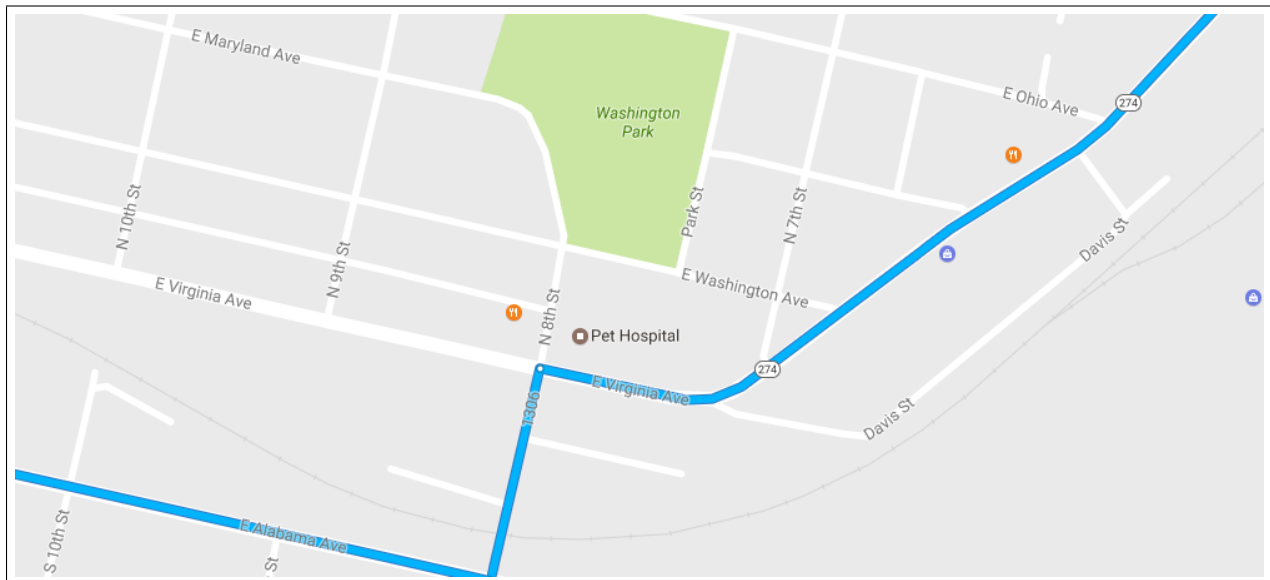 E Maryland Ave
Washington
Park
E Ohio Ave
274
N 10th St
N 9th St
Park St
N 7th St
Davis St
E Virginia Ave
E Washington Ave
N 8th St
Pet Hospital
274
E Virginia Ave
1306
Davis St
S 10th St
E Alabama Ave
St